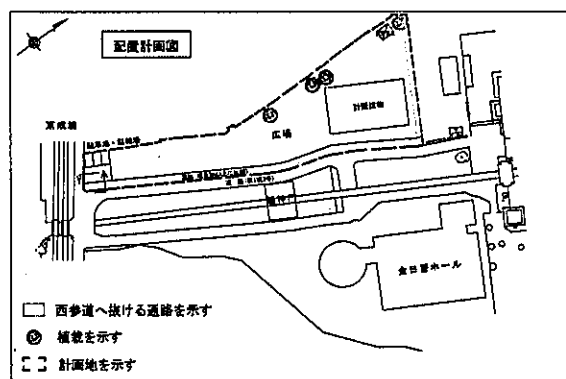 配置計画図
京成線
駐車場・駐輪場
計画建物
広場
全日警ホール
西参道へ抜ける通路を示す
植栽を示す
計画地を示す